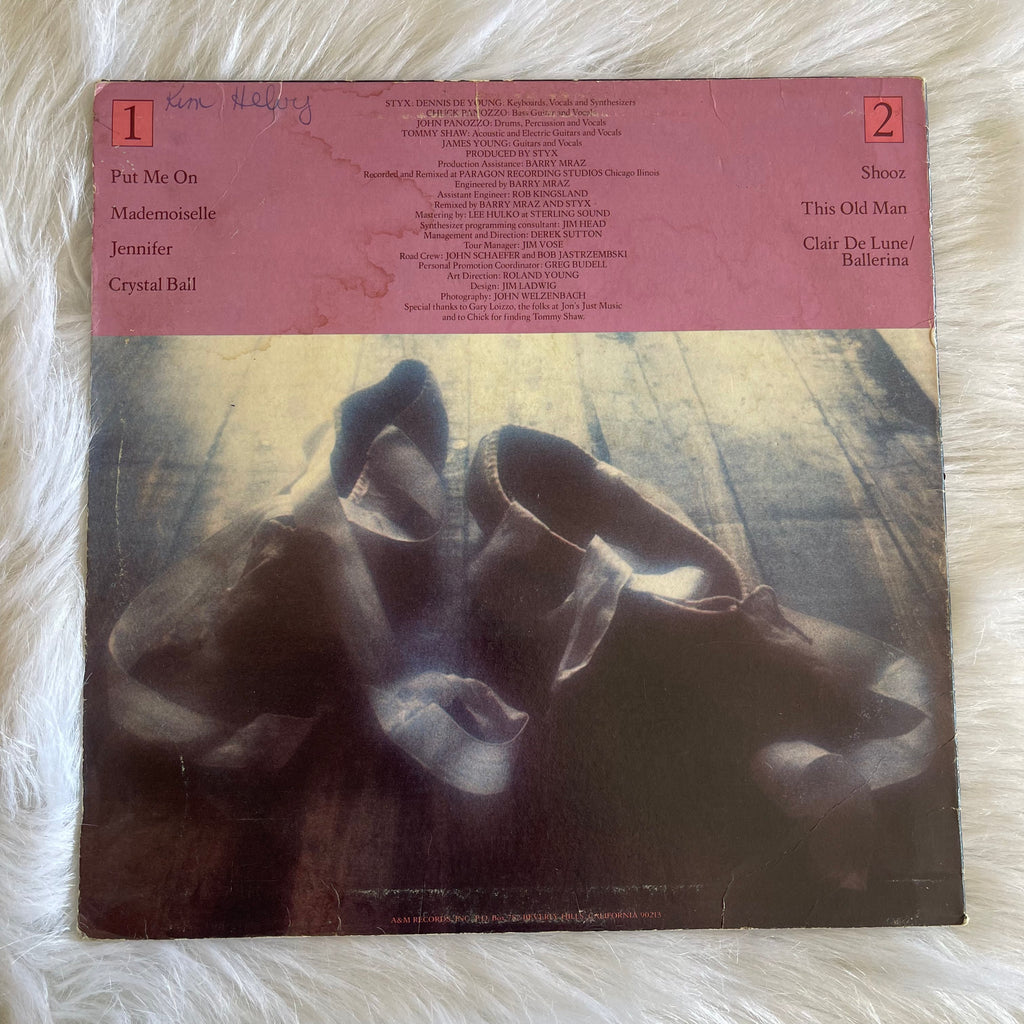 1
Kim
Put Me On
Mademoiselle
Jennifer
Crystal Ball
STYX: DENNIS DE YOUNG: Keyboards, Vocals and Synthesizers
CHUCK PANOZZO: Bass Guitar and Vocals
JOHN PANOZZO: Drums, Percussion and Vocals
TOMMY SHAW: Acoustic and Electric Guitars and Vocals
JAMES YOUNG: Guitars and Vocals
PRODUCED BY STYX
Production Assistance: BARRY MRAZ
Recorded and Remixed at PARAGON RECORDING STUDIOS Chicago Illinois
Engineered by BARRY MRAZ
Assistant Engineer: ROB KINGSLAND
Remixed by BARRY MRAZ AND STYX
Mastering by: LEE HULKO at STERLING SOUND
Synthesizer programming consultant: JIM HEAD
Management and Direction: DEREK SUTTON
Tour Manager: JIM VOSE
Road Crew: JOHN SCHAEFER and BOB JASTRZEMBSKI
Personal Promotion Coordinator: GREG BUDELL
Art Direction: ROLAND YOUNG
Design: JIM LADWIG
Photography: JOHN WELZENBACH
Special thanks to Gary Loizzo, the folks at Jon's Just Music
and to Chick for finding Tommy Shaw.
2
Shooz
This Old Man
Clair De Lune/
Ballerina
A&M RECORDS, INC. P.O. BEVERLY HILLS, CALIFORNIA 90213